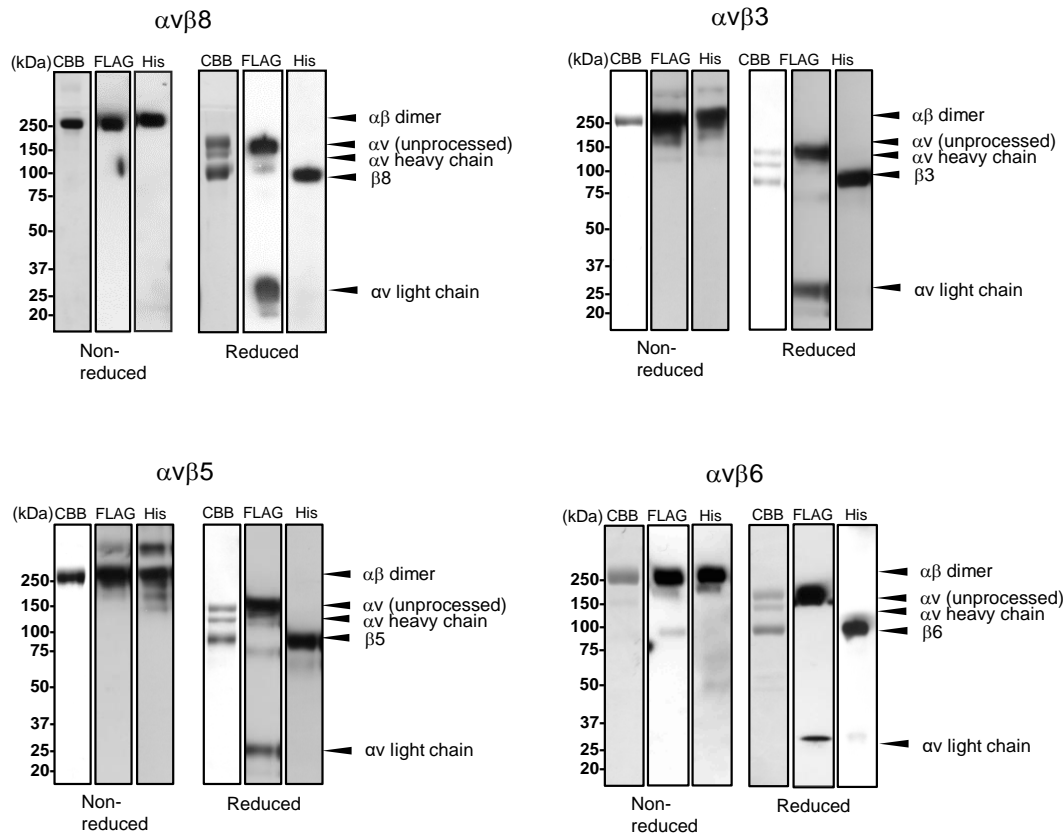 αvβ8
(kDa) CBB FLAG His CBB FLAG His
250
150
100
75
50
37
25
20
αβ dimer
αv (unprocessed)
αv heavy chain
β8
αv light chain
Non-
reduced
Reduced
αvβ3
(kDa) CBB FLAG His CBB FLAG His
250
150
100
75
50
37
25
20
αβ dimer
αv (unprocessed)
αv heavy chain
β3
αv light chain
Non-
reduced
Reduced
αvβ5
(kDa) CBB FLAG His CBB FLAG His
250
150
100
75
50
37
25
20
αβ dimer
αv (unprocessed)
αv heavy chain
β5
αv light chain
Non-
reduced
Reduced
αvβ6
(kDa) CBB FLAG His CBB FLAG His
250
150
100
75
50
37
25
20
αβ dimer
αv (unprocessed)
αv heavy chain
β6
αv light chain
Non-
reduced
Reduced